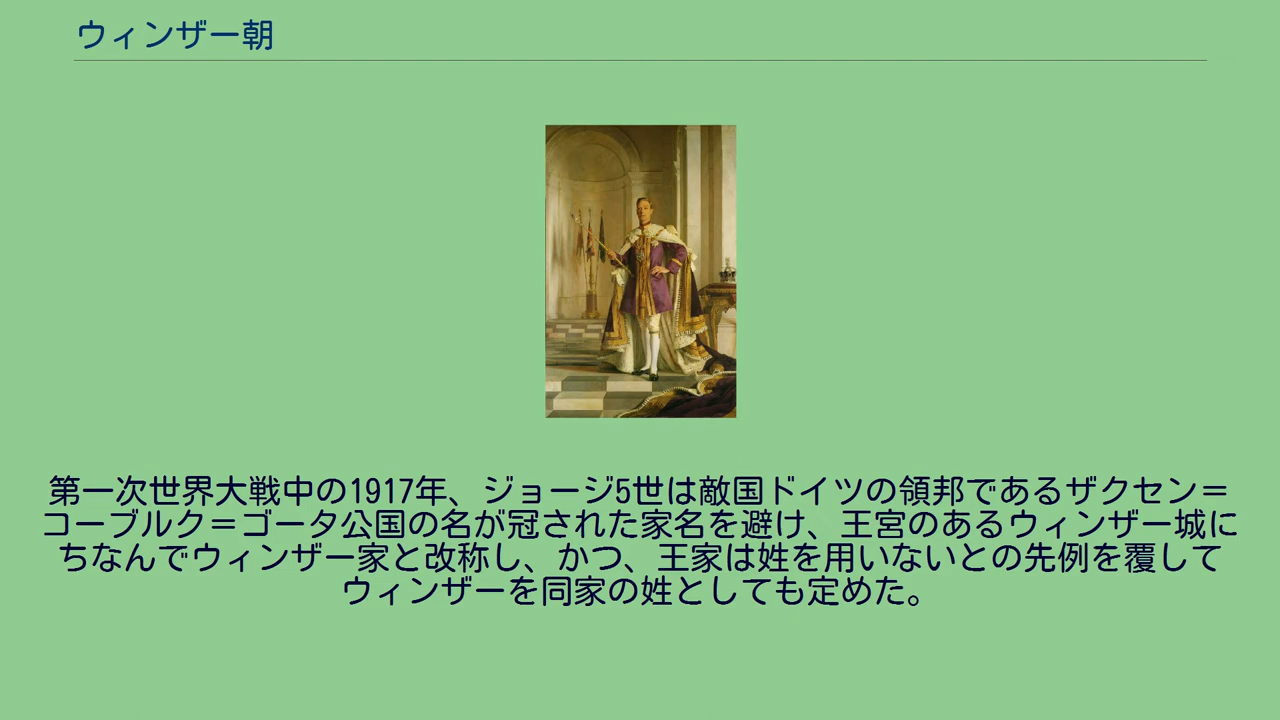 ウィンザー朝
第一次世界大戦中の1917年、ジョージ5世は敵国ドイツの領邦であるザクセン＝
コーブルク＝ゴータ公国の名が冠された家名を避け、王宮のあるウィンザー城に
ちなんでウィンザー家と改称し、かつ、王家は姓を用いないとの先例を覆して
ウィンザーを同家の姓としても定めた。